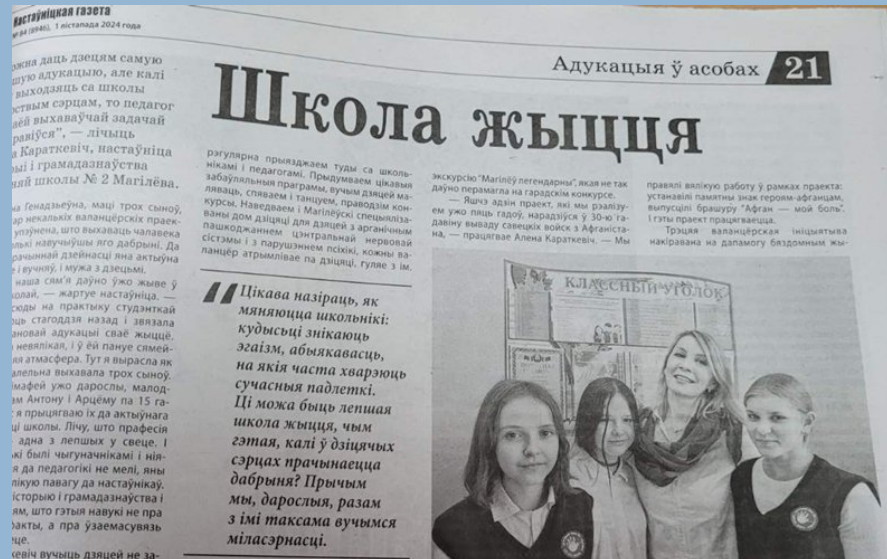 Настаўніцкая газета
№ 84 (8946), 1 лістапада 2024 года
Адукацыя ў асобах 21
Школа жыцця
даць дзецям самую
адукацыю, але калі
выходзяць са школы
сэрцам, то педагог
выхаваўчай задачай
— лічыць
Караткевіч, настаўніца
і грамадазнаўства
школы № 2 Магілёва.
Генадзьеўна, маці трох сыноў,
некалькіх валанцёрскіх праек-
што выхаваць чалавека
навучыўшы яго дабрыні. Да
дзейнасці яна актыўна
і вучняў, і мужа з дзецьмі.
наша сям'я даўно ўжо жыве ў
— жартуе настаўніца. —
на практыку студэнткай
стагоддзя назад і звязала
адукацыі сваё жыццё.
невялікая, і ў ёй пануе сямей-
атмасфера. Тут я вырасла як
выхавала трох сыноў.
ўжо дарослы, малод-
Антону і Арцёму па 15 га-
я прыцягваю іх да актыўнага
школы. Лічу, што прафесія
адна з лепшых у свеце. І
былі чыгуначнікамі і нія-
да педагогікі не мелі, яны
павагу да настаўнікаў.
гісторыю і грамадазнаўства і
што гэтыя навукі не пра
а пра ўзаемасувязь
вучыць дзяцей не за-
рэгулярна прыязджаем туды са школь-
нікамі і педагогамі. Прыдумваем цікавыя
забаўляльныя праграмы, вучым дзяцей ма-
ляваць, спяваем і танцуем, праводзім кон-
курсы. Наведваем і Магілёўскі спецыяліза-
ваны дом дзіцяці для дзяцей з арганічным
пашкоджаннем цэнтральнай нервовай
сістэмы і з парушэннем псіхікі, кожны ва-
ланцёр атрымлівае па дзіцяці, гуляе з ім.
Цікава назіраць, як
мяняюцца школьнікі:
кудысьці знікаюць
эгаізм, абыякавасць,
на якія часта хварэюць
сучасныя падлеткі.
Ці можа быць лепшая
школа жыцця, чым
гэтая, калі ў дзіцячых
сэрцах прачынаецца
дабрыня? Прычым
мы, дарослыя, разам
з імі таксама вучымся
міласэрнасці.
экскурсію "Магілёў легендарны", якая не так
даўно перамагла на гарадскім конкурсе.
— Яшчэ адзін праект, які мы рэалізу-
ем ужо пяць гадоў, нарадзіўся ў 30-ю га-
давіну вываду савецкіх войск з Афганіста-
на, — працягвае Алена Караткевіч. — Мы
правялі вялікую работу ў рамках праекта:
устанавілі памятны знак героям-афганцам,
выпусцілі брашуру "Афган — мой боль".
І гэты праект працягваецца.
Трэцяя валанцёрская ініцыятыва
накіравана на дапамогу бяздомным жы-
КЛАССНЫЙ УГОЛОК